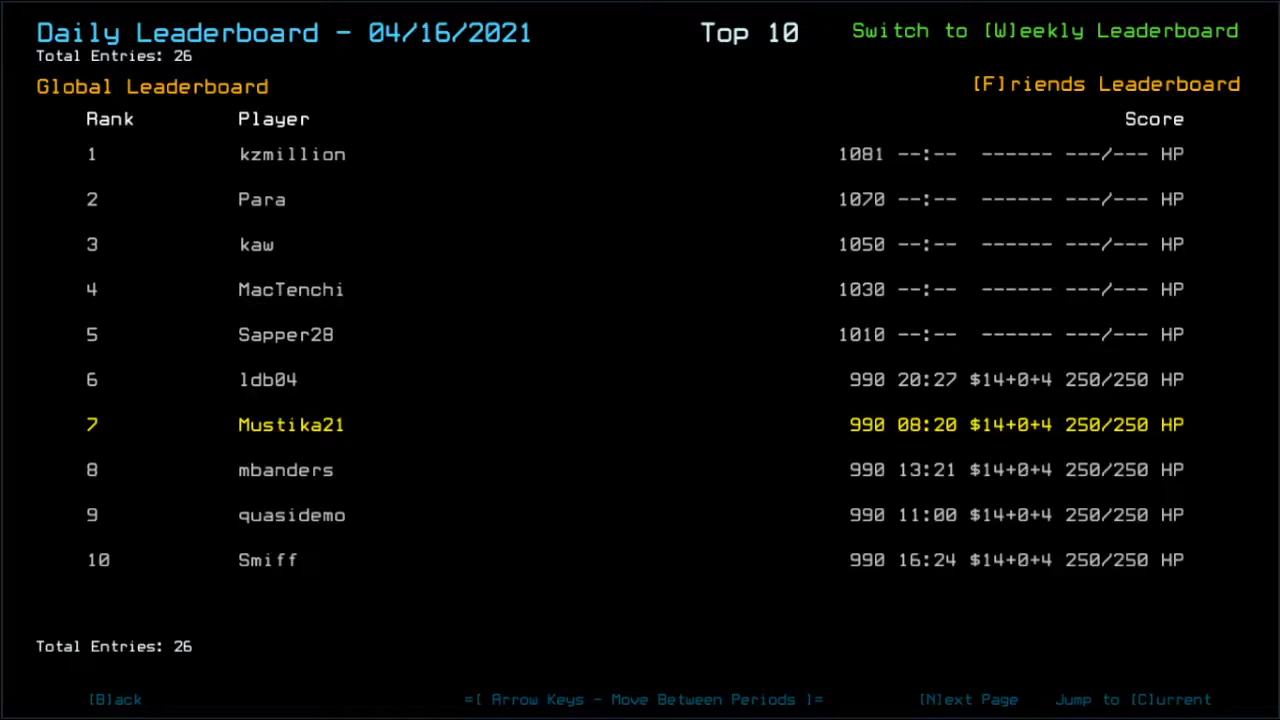 Daily Leaderboard - 04/16/2021 Top 10 Switch to [W]eekly Leaderboard
Total Entries: 26
Global Leaderboard [F]riends Leaderboard
Rank Player Score
1 kzmillion 1081 --:-- ------ ---/--- HP
2 Para 1070 --:-- ------ ---/--- HP
3 kaw 1050 --:-- ------ ---/--- HP
4 MacTenchi 1030 --:-- ------ ---/--- HP
5 Sapper28 1010 --:-- ------ ---/--- HP
6 ldb04 990 20:27 $14+0+4 250/250 HP
7 Mustika21 990 08:20 $14+0+4 250/250 HP
8 mbanders 990 13:21 $14+0+4 250/250 HP
9 quasidemo 990 11:00 $14+0+4 250/250 HP
10 Smiff 990 16:24 $14+0+4 250/250 HP
Total Entries: 26
[B]ack =[ Arrow Keys - Move Between Periods ]= [N]ext Page Jump to [C]urrent